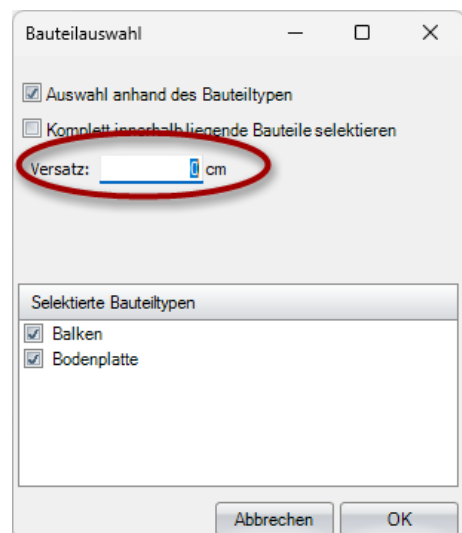 Bauteilauswahl
Auswahl anhand des Bauteiltypen
Komplett innerhalb liegende Bauteile selektieren
Versatz: 0 cm
Selektierte Bauteiltypen
Balken
Bodenplatte
Abbrechen OK